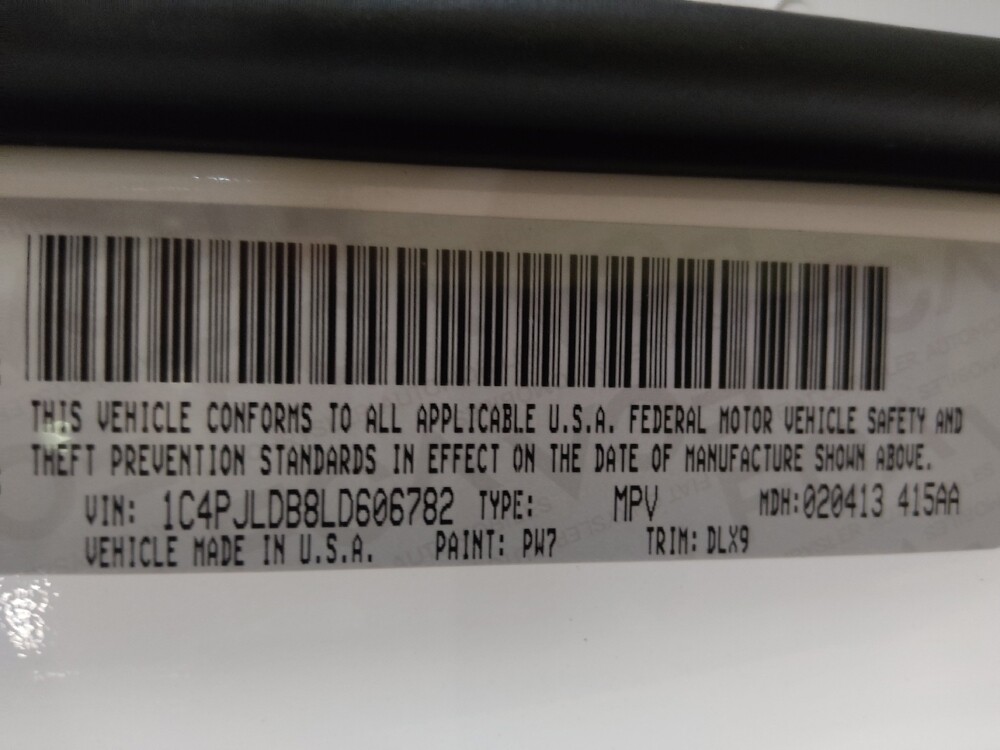 THIS VEHICLE CONFORMS TO ALL APPLICABLE U.S.A. FEDERAL MOTOR VEHICLE SAFETY AND
THEFT PREVENTION STANDARDS IN EFFECT ON THE DATE OF MANUFACTURE SHOWN ABOVE.
VIN: 1C4PJLDB8LD606782 TYPE: MPV MDH:020413 415AA
VEHICLE MADE IN U.S.A. PAINT: PW7 TRIM: DLX9